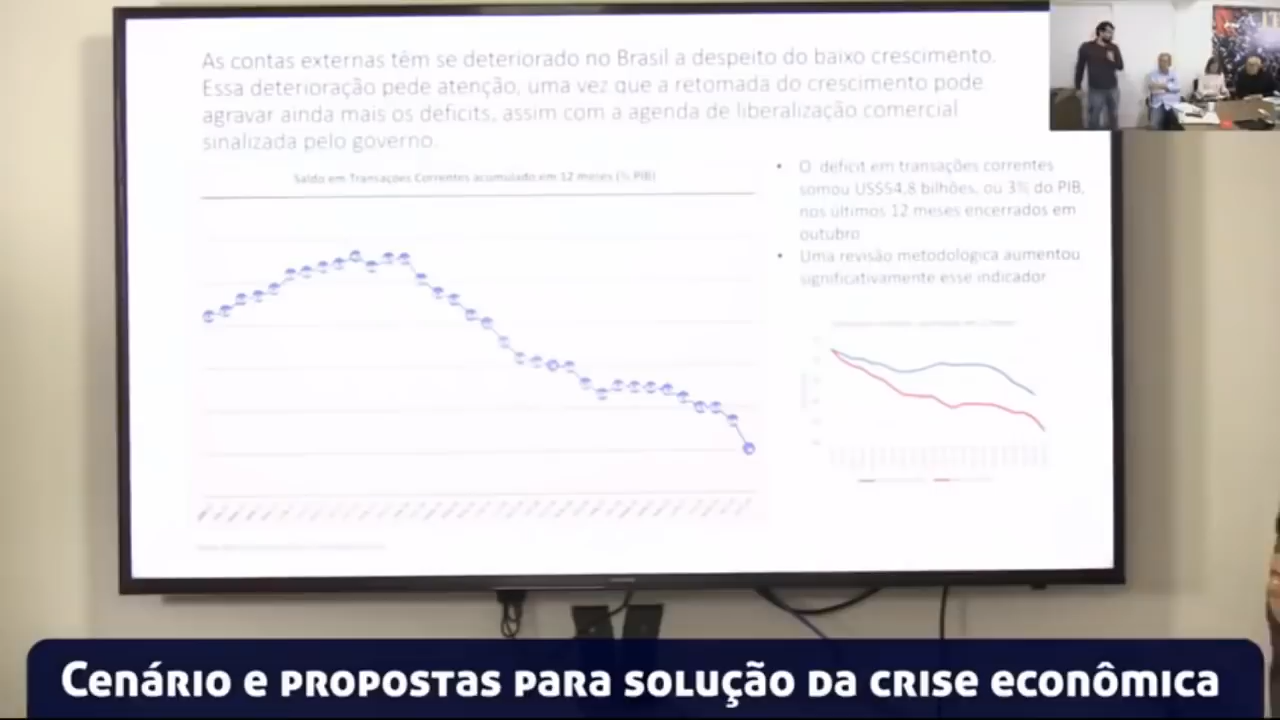 As contas externas têm se deteriorado no Brasil a despeito do baixo crescimento.
Essa deterioração pede atenção, uma vez que a retomada do crescimento pode
agravar ainda mais os deficits, assim com a agenda de liberalização comercial
sinalizada pelo governo.
Saldo em Transações Correntes acumulado em 12 meses (% PIB)
• O deficit em transações correntes
somou US$54,8 bilhões, ou 3% do PIB,
nos últimos 12 meses encerrados em
outubro
• Uma revisão metodológica aumentou
significativamente esse indicador
Cenário e propostas para solução da crise econômica